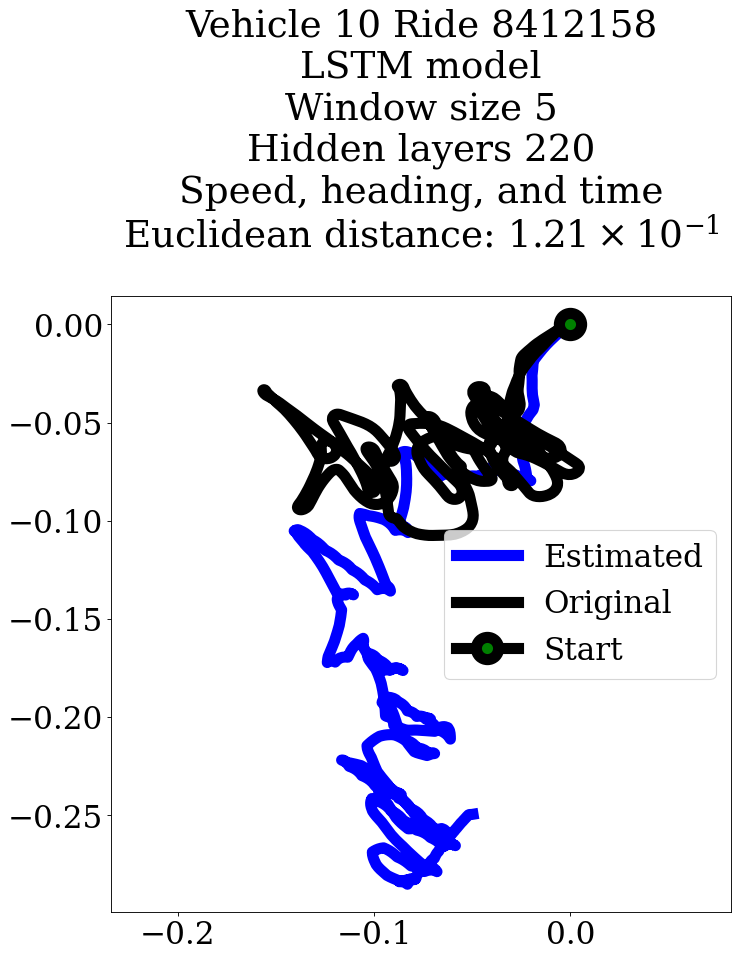 Vehicle 10 Ride 8412158
LSTM model
Window size 5
Hidden layers 220
Speed, heading, and time
Euclidean distance: 1.21 × 10⁻¹
0.00
−0.05
−0.10
−0.15
−0.20
−0.25
Estimated
Original
Start
−0.2
−0.1
0.0